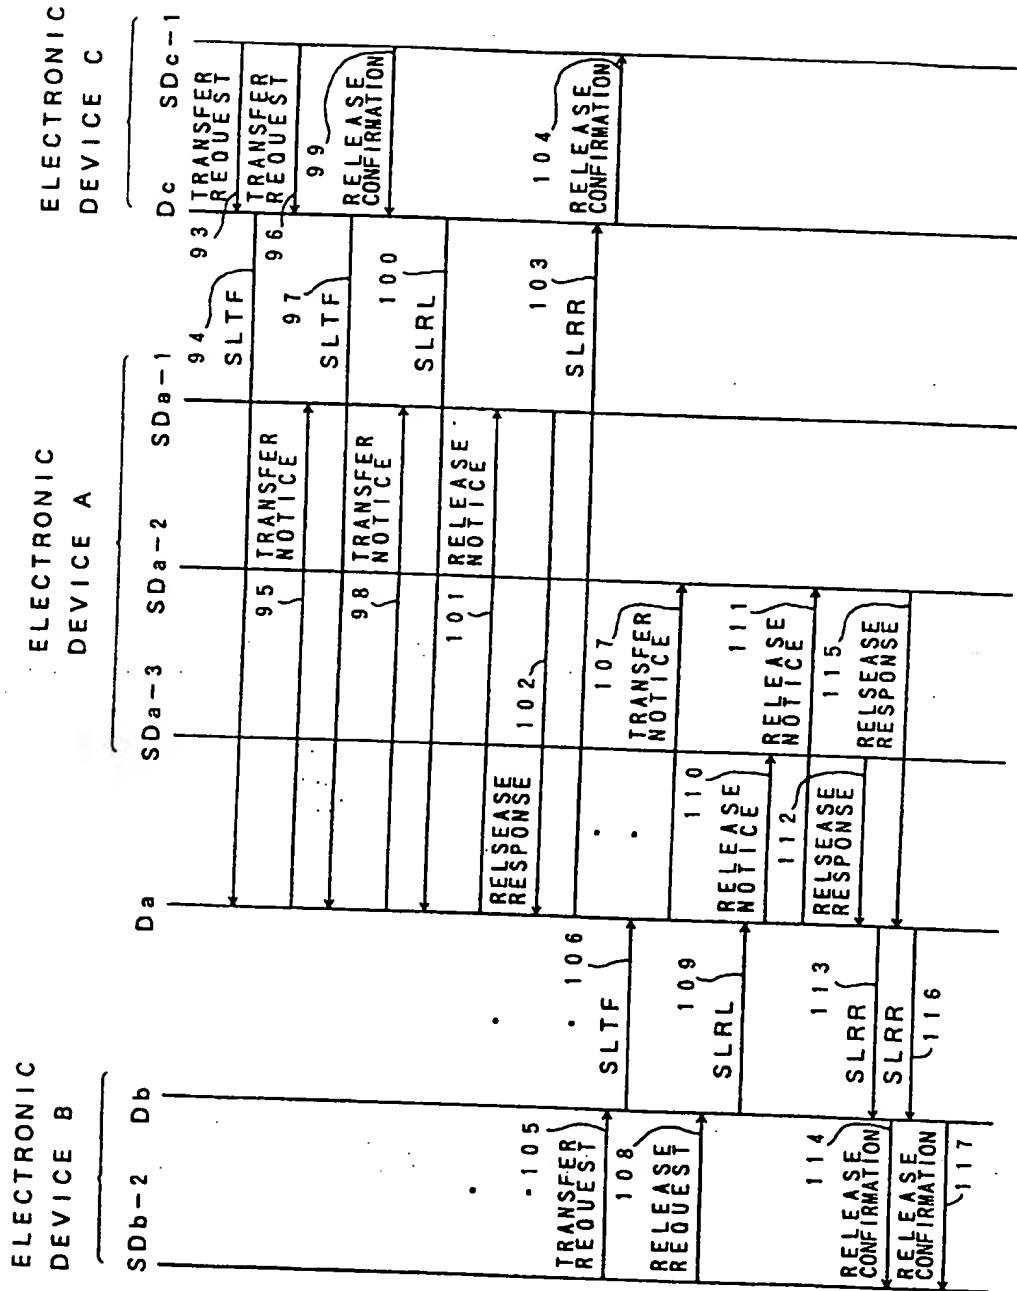 ELECTRONIC
DEVICE B
SDb-2
Db
ELECTRONIC
DEVICE A
Da
SDa-3
SDa-2
SDa-1
ELECTRONIC
DEVICE C
Dc
SDc-1
93
TRANSFER
REQUEST
94
SLTF
95
TRANSFER
NOTICE
96
TRANSFER
REQUEST
97
SLTF
98
TRANSFER
NOTICE
99
RELEASE
CONFIRMATION
100
SLRL
101
RELEASE
NOTICE
102
RELSEASE
RESPONSE
103
SLRR
104
RELEASE
CONFIRMATION
105
TRANSFER
REQUEST
106
SLTF
107
TRANSFER
NOTICE
108
RELEASE
REQUEST
109
SLRL
110
RELEASE
NOTICE
111
RELEASE
NOTICE
112
RELSEASE
RESPONSE
113
SLRR
114
RELEASE
CONFIRMATION
115
RELSEASE
RESPONSE
SLRR
116
RELEASE
CONFIRMATION
117